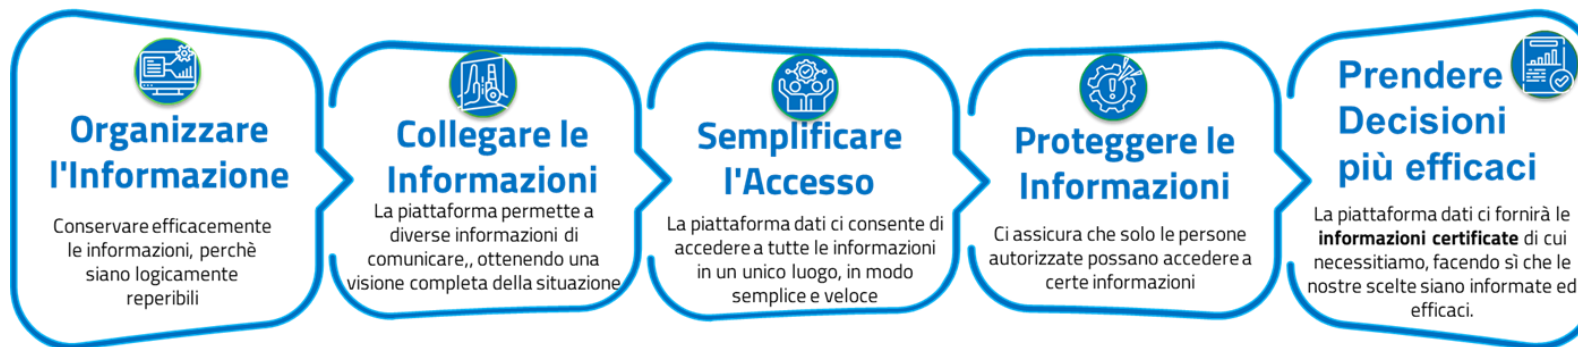 Organizzare
l'Informazione
Conservare efficacemente
le informazioni, perchè
siano logicamente
reperibili
Collegare le
Informazioni
La piattaforma permette a
diverse informazioni di
comunicare,, ottenendo una
visione completa della situazione
Semplificare
l'Accesso
La piattaforma dati ci consente di
accedere a tutte le informazioni
in un unico luogo, in modo
semplice e veloce
Proteggere le
Informazioni
Ci assicura che solo le persone
autorizzate possano accedere a
certe informazioni
Prendere
Decisioni
più efficaci
La piattaforma dati ci fornirà le
informazioni certificate di cui
necessitiamo, facendo sì che le
nostre scelte siano informate ed
efficaci.